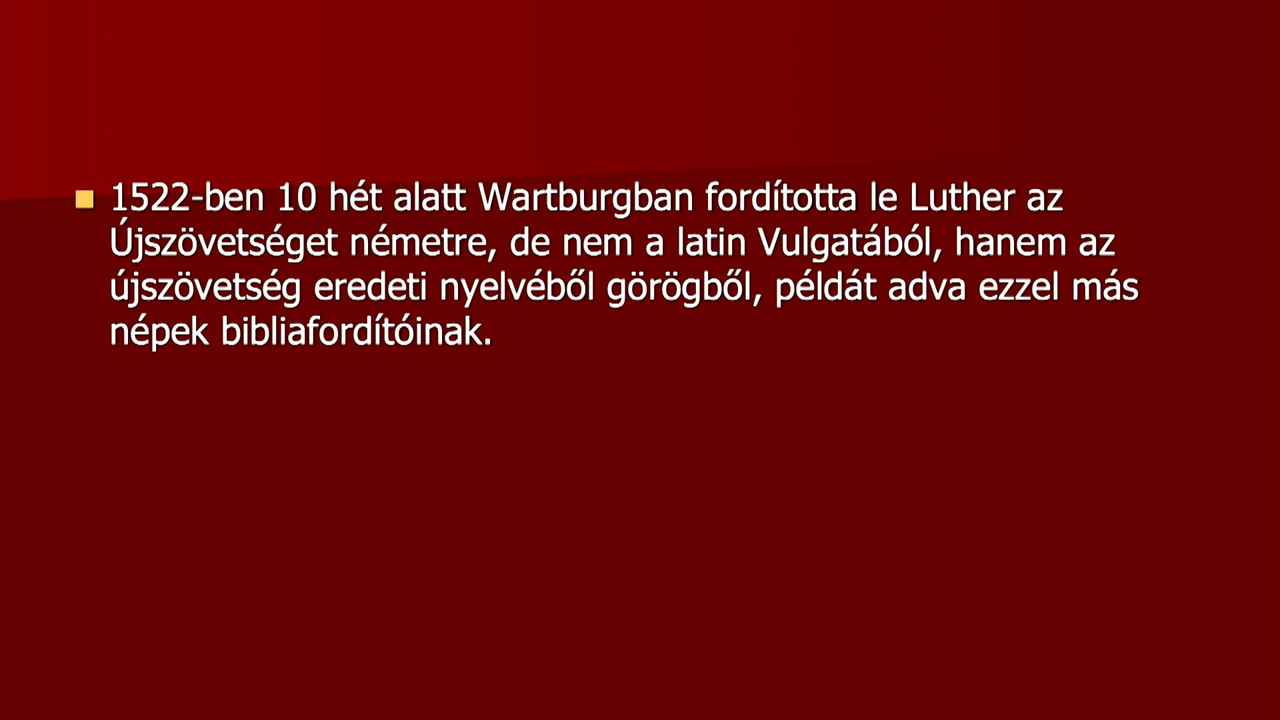 1522-ben 10 hét alatt Wartburgban fordította le Luther az
Újszövetséget németre, de nem a latin Vulgatából, hanem az
újszövetség eredeti nyelvéből görögből, példát adva ezzel más
népek bibliafordítóinak.